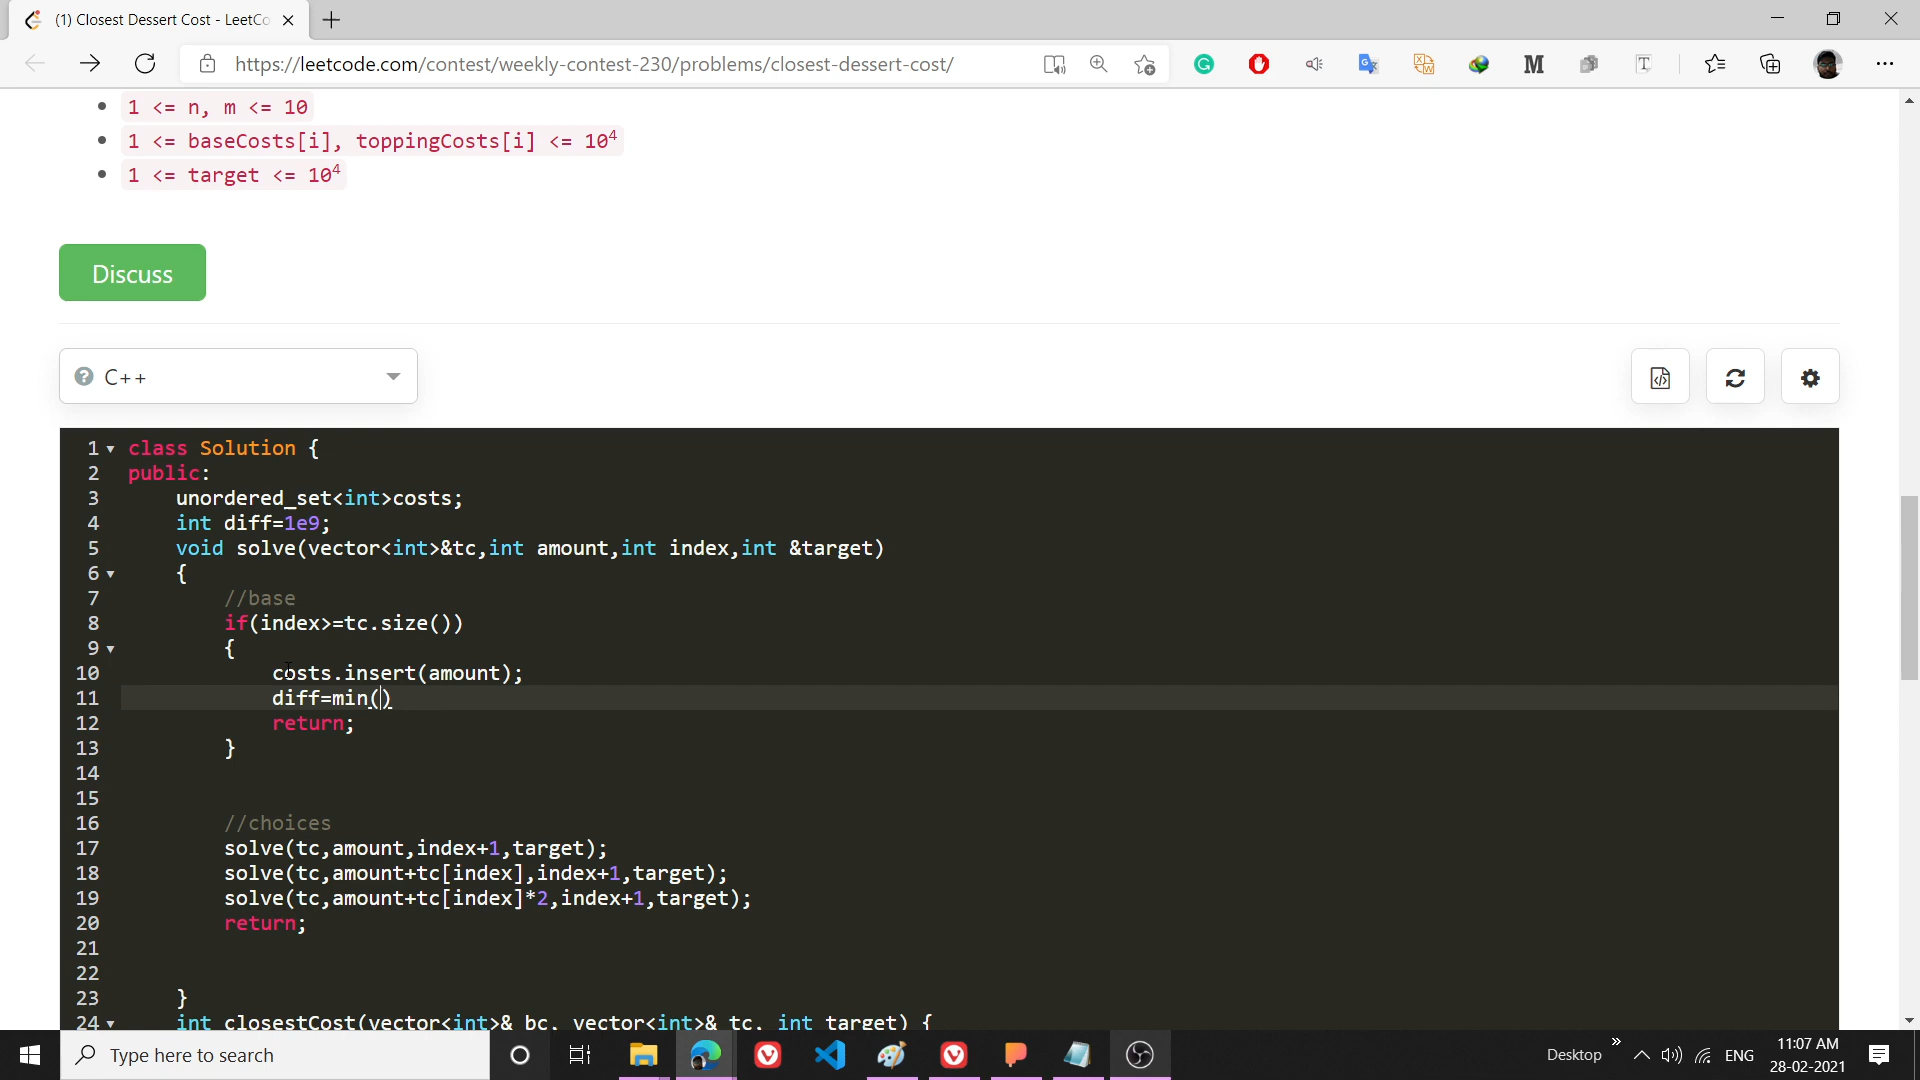 (1) Closest Dessert Cost - LeetCo
https://leetcode.com/contest/weekly-contest-230/problems/closest-dessert-cost/
1 <= n, m <= 10
1 <= baseCosts[i], toppingCosts[i] <= 10⁴
1 <= target <= 10⁴
Discuss
C++
1 class Solution {
2 public:
3 unordered_set<int>costs;
4 int diff=1e9;
5 void solve(vector<int>&tc,int amount,int index,int &target)
6 {
7 //base
8 if(index>=tc.size())
9 {
10 costs.insert(amount);
11 diff=min()
12 return;
13 }
14
15
16 //choices
17 solve(tc,amount,index+1,target);
18 solve(tc,amount+tc[index],index+1,target);
19 solve(tc,amount+tc[index]*2,index+1,target);
20 return;
21
22
23 }
24 int closestCost(vector<int>& bc, vector<int>& tc, int target) {
Type here to search
Desktop
ENG
11:07 AM
28-02-2021